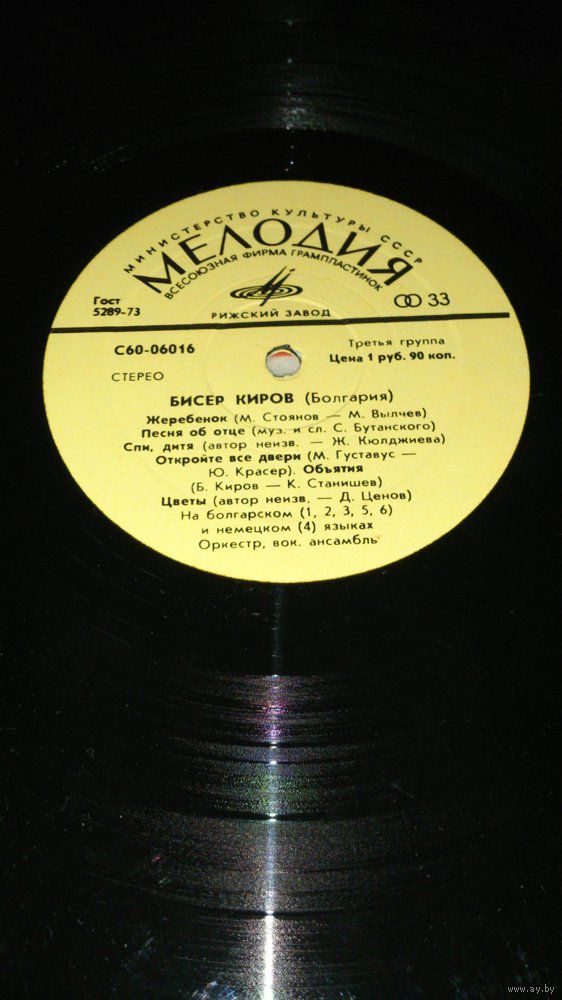 МИНИСТЕРСТВО КУЛЬТУРЫ СССР
МЕЛОДИЯ
ВСЕСОЮЗНАЯ ФИРМА ГРАМПЛАСТИНОК
Гост
5289-73
33
РИЖСКИЙ ЗАВОД
С60-06016
Третья группа
Цена 1 руб. 90 коп.
СТЕРЕО
БИСЕР КИРОВ (Болгария)
Жеребенок (М. Стоянов — М. Вылчев)
Песня об отце (муз. и сл. С. Бутанского)
Спи, дитя (автор неизв. — Ж. Кюлджиева)
Откройте все двери (М. Густавус —
Ю. Красер). Объятия
(Б. Киров — К. Станишев)
Цветы (автор неизв. — Д. Ценов)
На болгарском (1, 2, 3, 5, 6)
и немецком (4) языках
Оркестр, вок. ансамбль
www.ay.by